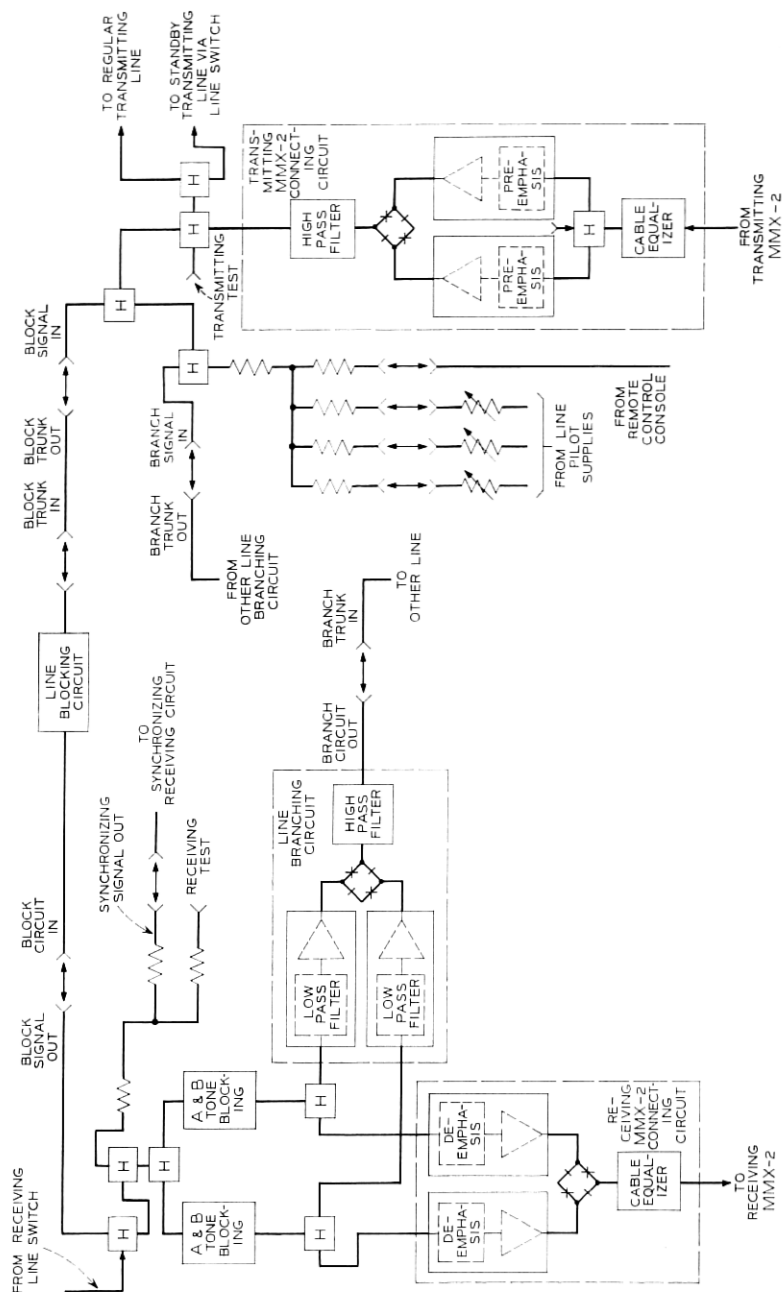 FROM RECEIVING
LINE SWITCH
BLOCK
SIGNAL
OUT
BLOCK
CIRCUIT
IN
LINE
BLOCKING
CIRCUIT
BLOCK
TRUNK
IN
BLOCK
TRUNK
OUT
BLOCK
SIGNAL
IN
TO REGULAR
TRANSMITTING
LINE
TO STANDBY
TRANSMITTING
LINE VIA
LINE SWITCH
H
H
H
H
H
H
SYNCHRONIZING
SIGNAL OUT
TO
SYNCHRONIZING
RECEIVING CIRCUIT
RECEIVING
TEST
BRANCH
TRUNK
OUT
BRANCH
SIGNAL
IN
H
TRANSMITTING
TEST
FROM
OTHER LINE
BRANCHING
CIRCUIT
A & B
TONE
BLOCK-
ING
A & B
TONE
BLOCK-
ING
H
H
LINE
BRANCHING
CIRCUIT
LOW
PASS
FILTER
LOW
PASS
FILTER
HIGH
PASS
FILTER
BRANCH
CIRCUIT
OUT
BRANCH
TRUNK
IN
TO
OTHER LINE
FROM LINE
PILOT
SUPPLIES
FROM
REMOTE
CONTROL
CONSOLE
TRANS-
MITTING
MMX-2
CONNECT-
ING
CIRCUIT
HIGH
PASS
FILTER
PRE-
EMPHA-
SIS
PRE-
EMPHA-
SIS
H
CABLE
EQUAL-
IZER
FROM
TRANSMITTING
MMX-2
DE-
EMPHA-
SIS
DE-
EMPHA-
SIS
RE-
CEIVING
MMX-2
CONNECT-
ING
CIRCUIT
CABLE
EQUAL-
IZER
TO
RECEIVING
MMX-2